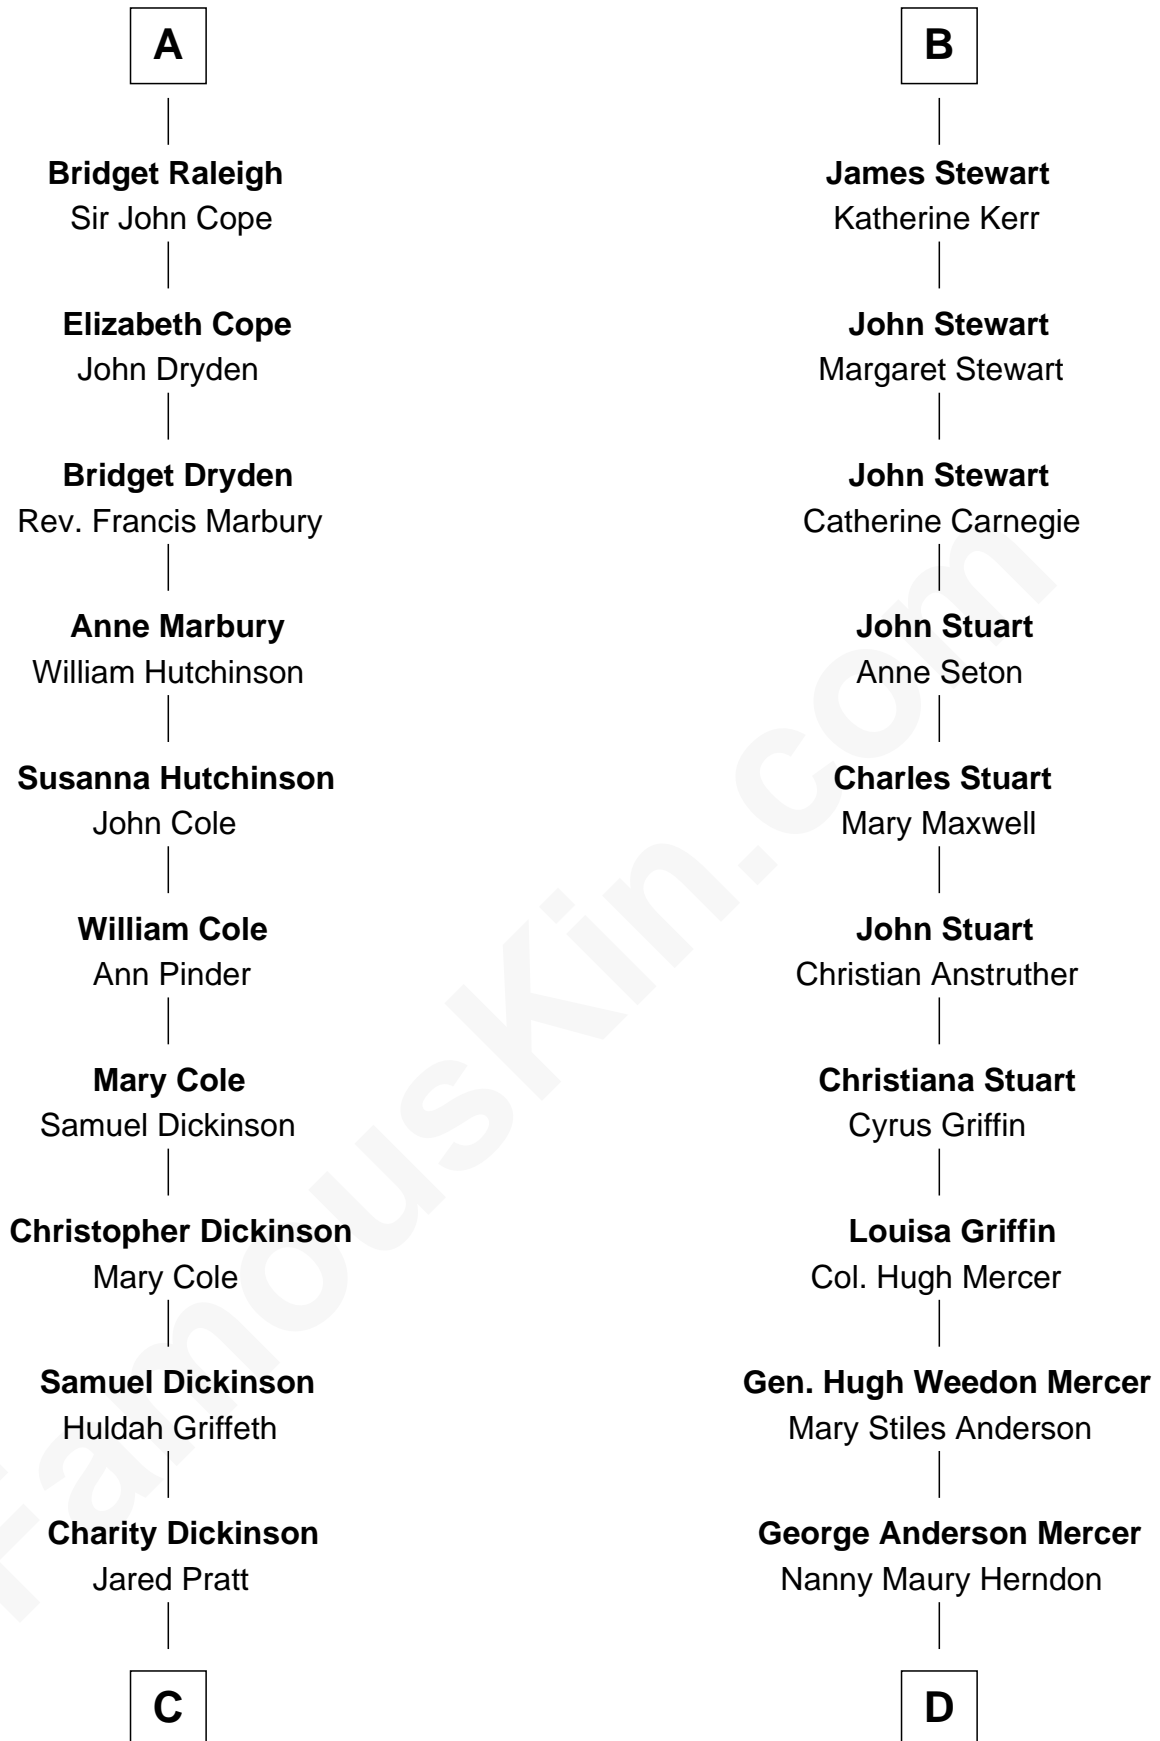 A
Bridget Raleigh
Sir John Cope
Elizabeth Cope
John Dryden
Bridget Dryden
Rev. Francis Marbury
Anne Marbury
William Hutchinson
Susanna Hutchinson
John Cole
William Cole
Ann Pinder
Mary Cole
Samuel Dickinson
Christopher Dickinson
Mary Cole
Samuel Dickinson
Huldah Griffeth
Charity Dickinson
Jared Pratt
C
B
James Stewart
Katherine Kerr
John Stewart
Margaret Stewart
John Stewart
Catherine Carnegie
John Stuart
Anne Seton
Charles Stuart
Mary Maxwell
John Stuart
Christian Anstruther
Christiana Stuart
Cyrus Griffin
Louisa Griffin
Col. Hugh Mercer
Gen. Hugh Weedon Mercer
Mary Stiles Anderson
George Anderson Mercer
Nanny Maury Herndon
D
FamousKin.com